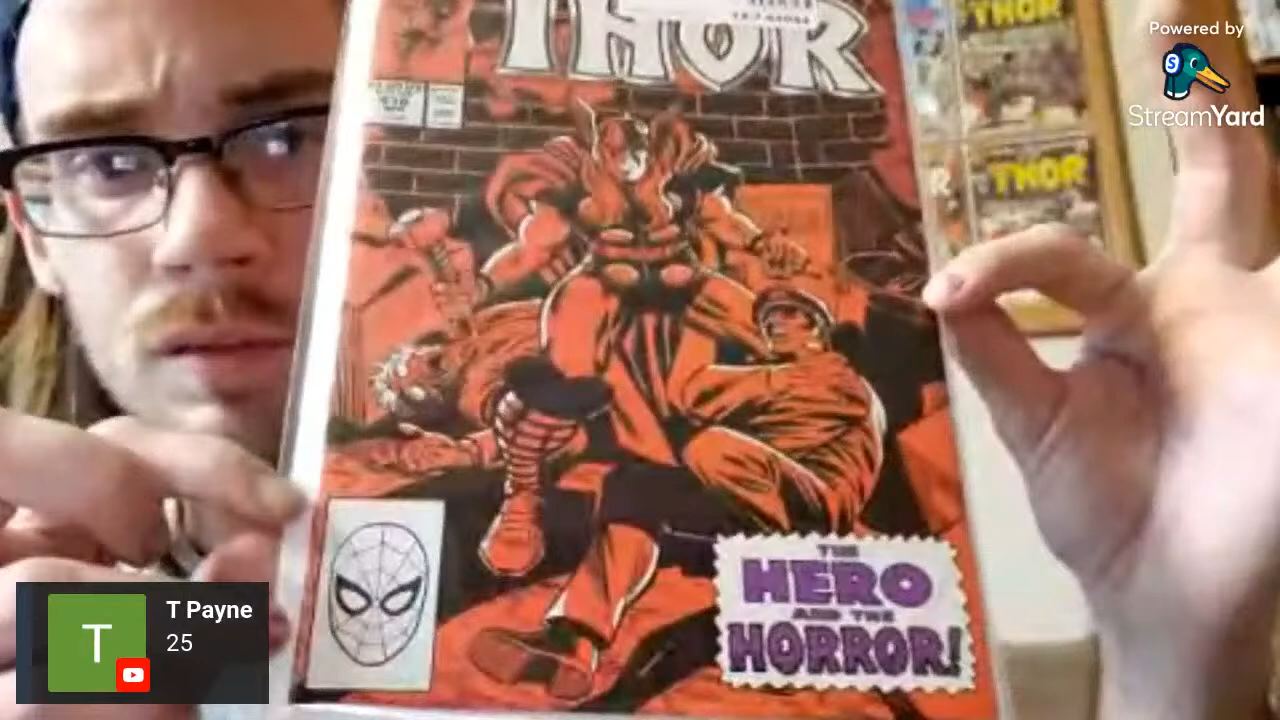 THOR
Powered by
StreamYard
THOR
THOR
THE
HERO
AND THE
HORROR!
T Payne
25
T